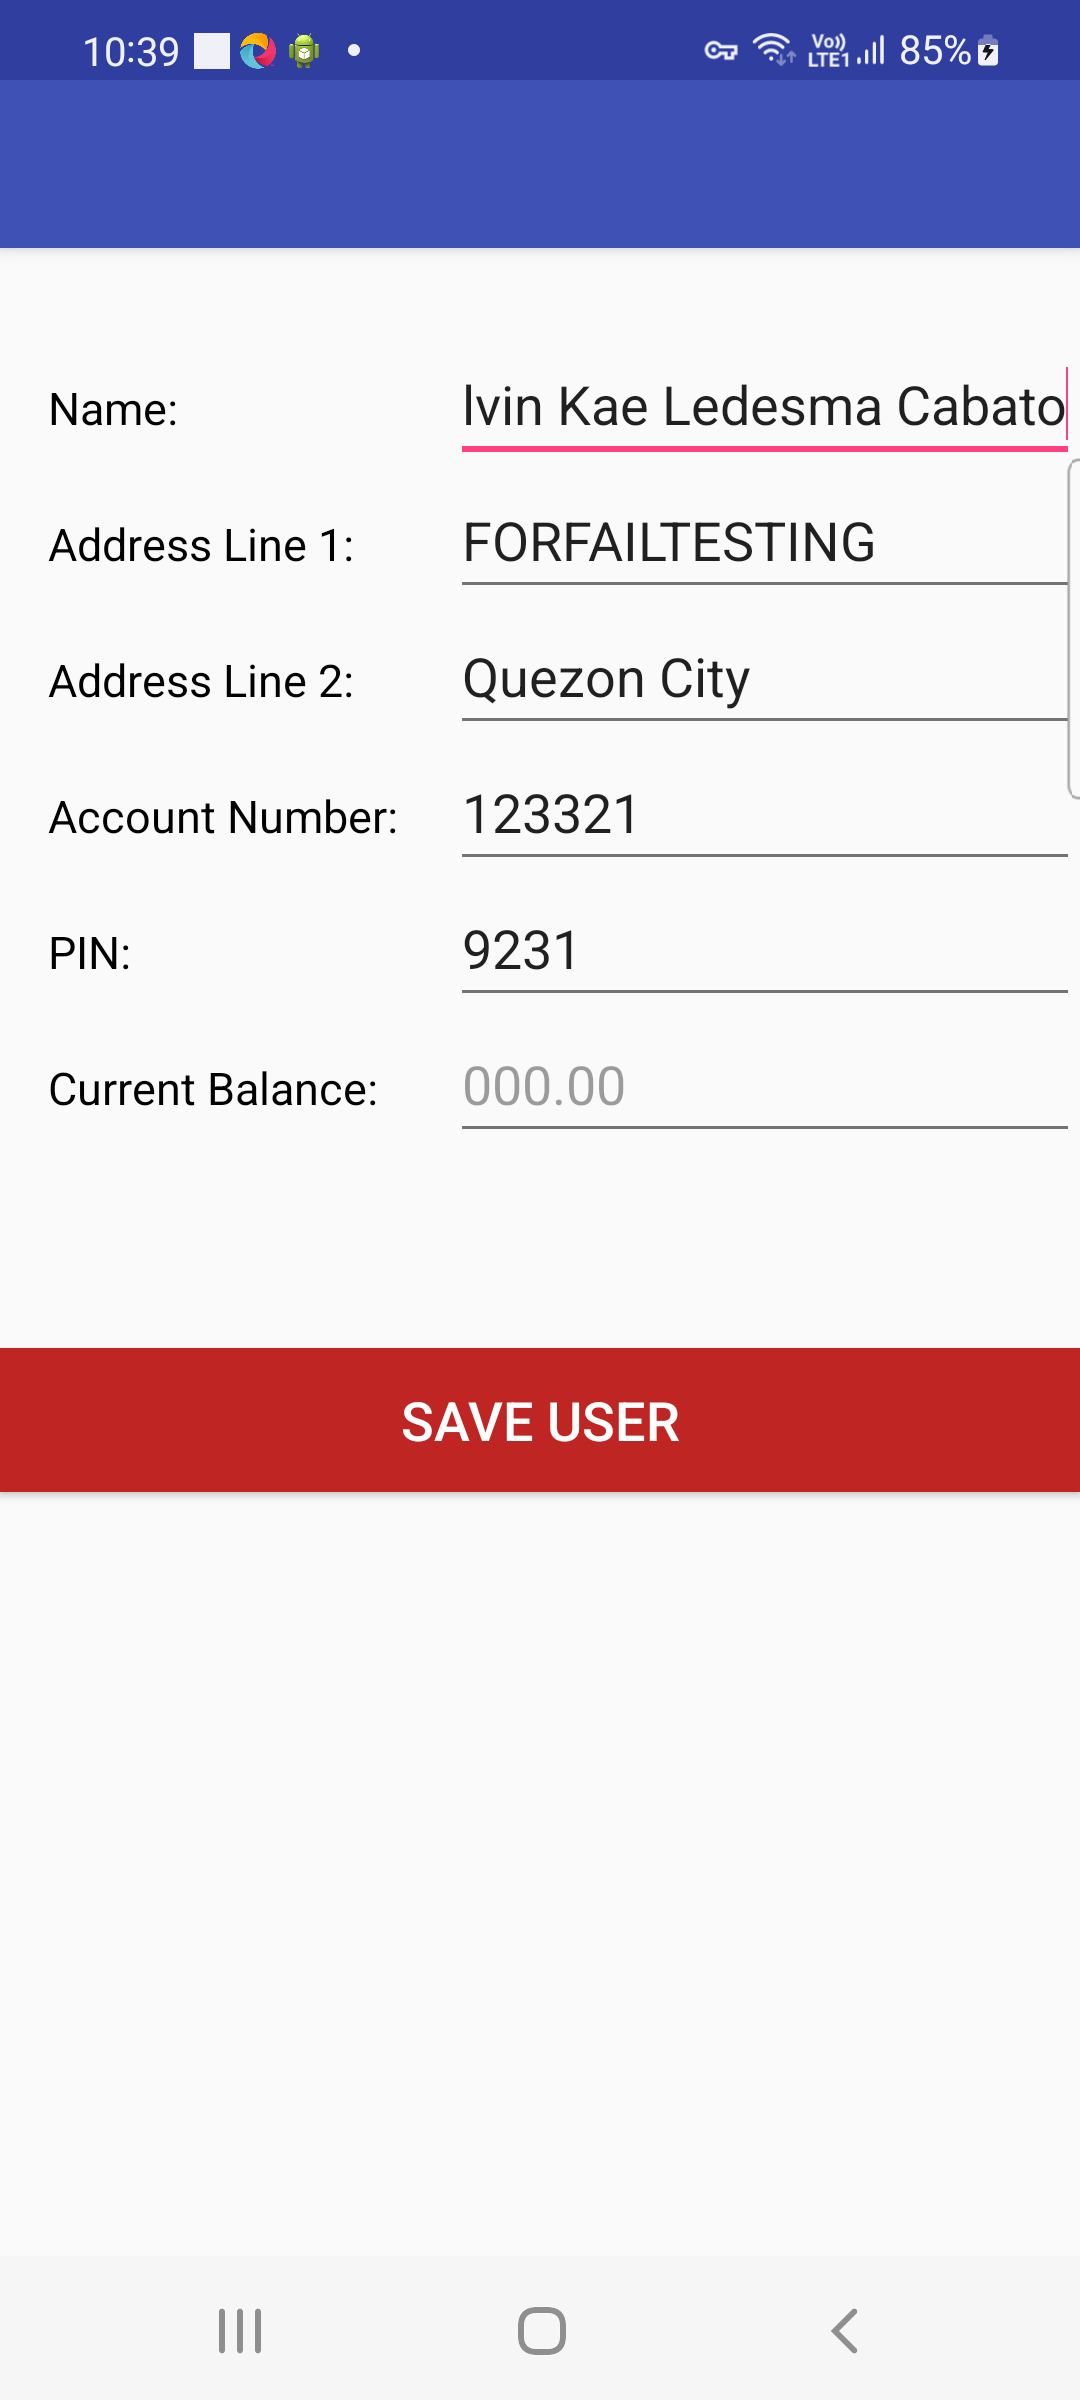 10:39 Vo)) LTE1 85%
Name: lvin Kae Ledesma Cabato
Address Line 1: FORFAILTESTING
Address Line 2: Quezon City
Account Number: 123321
PIN: 9231
Current Balance: 000.00
SAVE USER